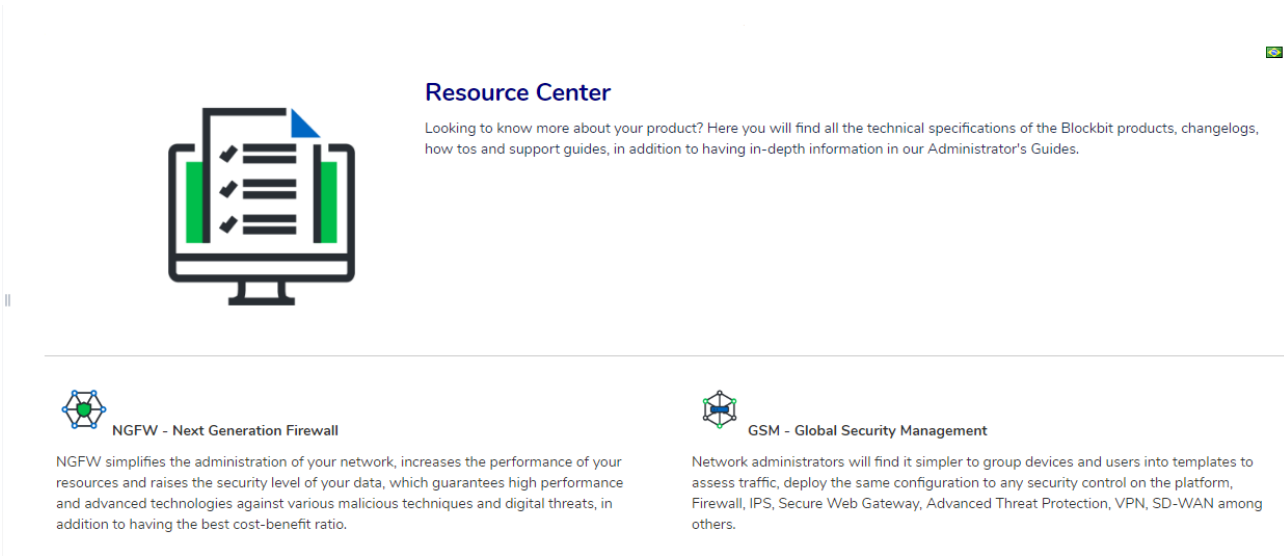 Resource Center
Looking to know more about your product? Here you will find all the technical specifications of the Blockbit products, changelogs,
how tos and support guides, in addition to having in-depth information in our Administrator's Guides.
NGFW - Next Generation Firewall
NGFW simplifies the administration of your network, increases the performance of your
resources and raises the security level of your data, which guarantees high performance
and advanced technologies against various malicious techniques and digital threats, in
addition to having the best cost-benefit ratio.
GSM - Global Security Management
Network administrators will find it simpler to group devices and users into templates to
assess traffic, deploy the same configuration to any security control on the platform,
Firewall, IPS, Secure Web Gateway, Advanced Threat Protection, VPN, SD-WAN among
others.